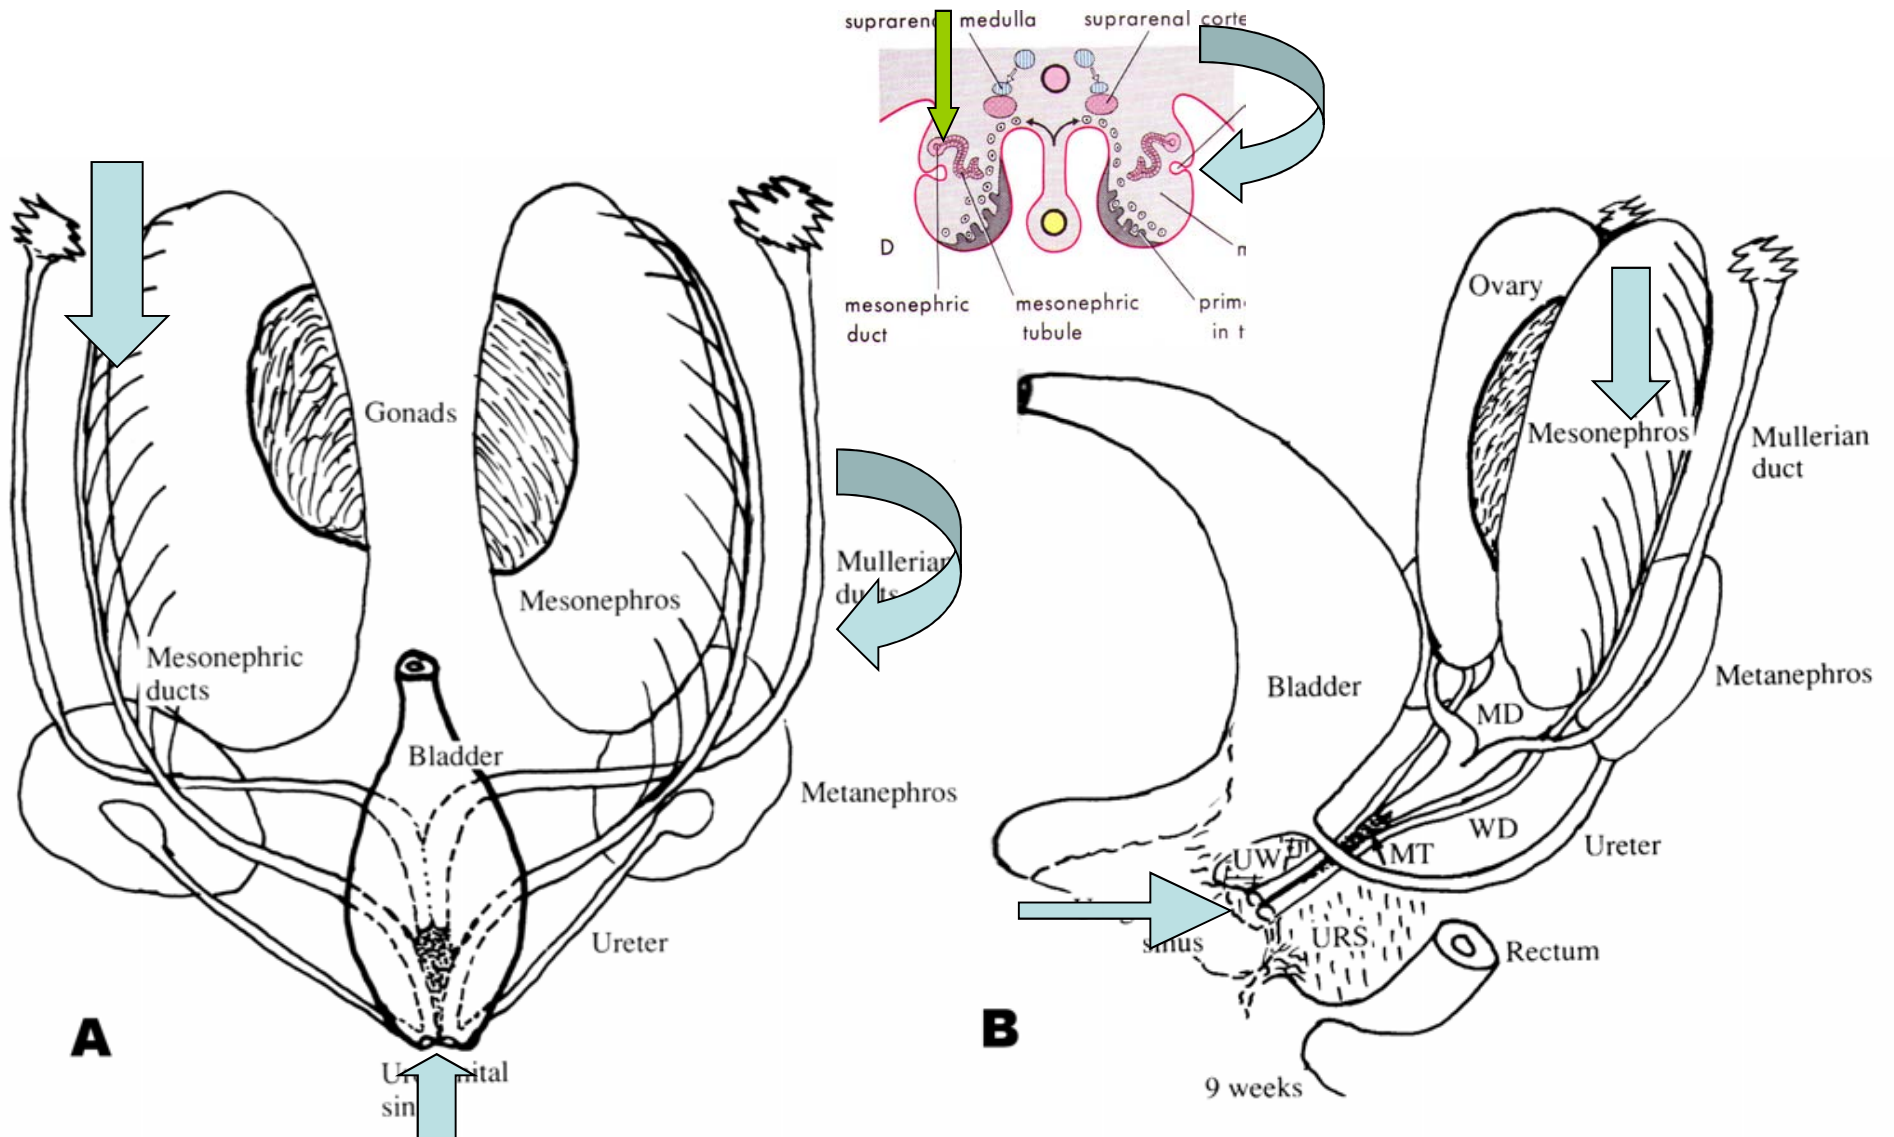 medulla
suprarenal
D
mesonephric
duct
mesonephric
tubule
in
Gonads
Mesonephros
Mesonephric
ducts
Bladder
Metanephros
Ureter
A
Ovary
Mesonephros
Mullerian
duct
Bladder
MD
Metanephros
WD
UW
MT
Ureter
URS
Rectum
B
9 weeks